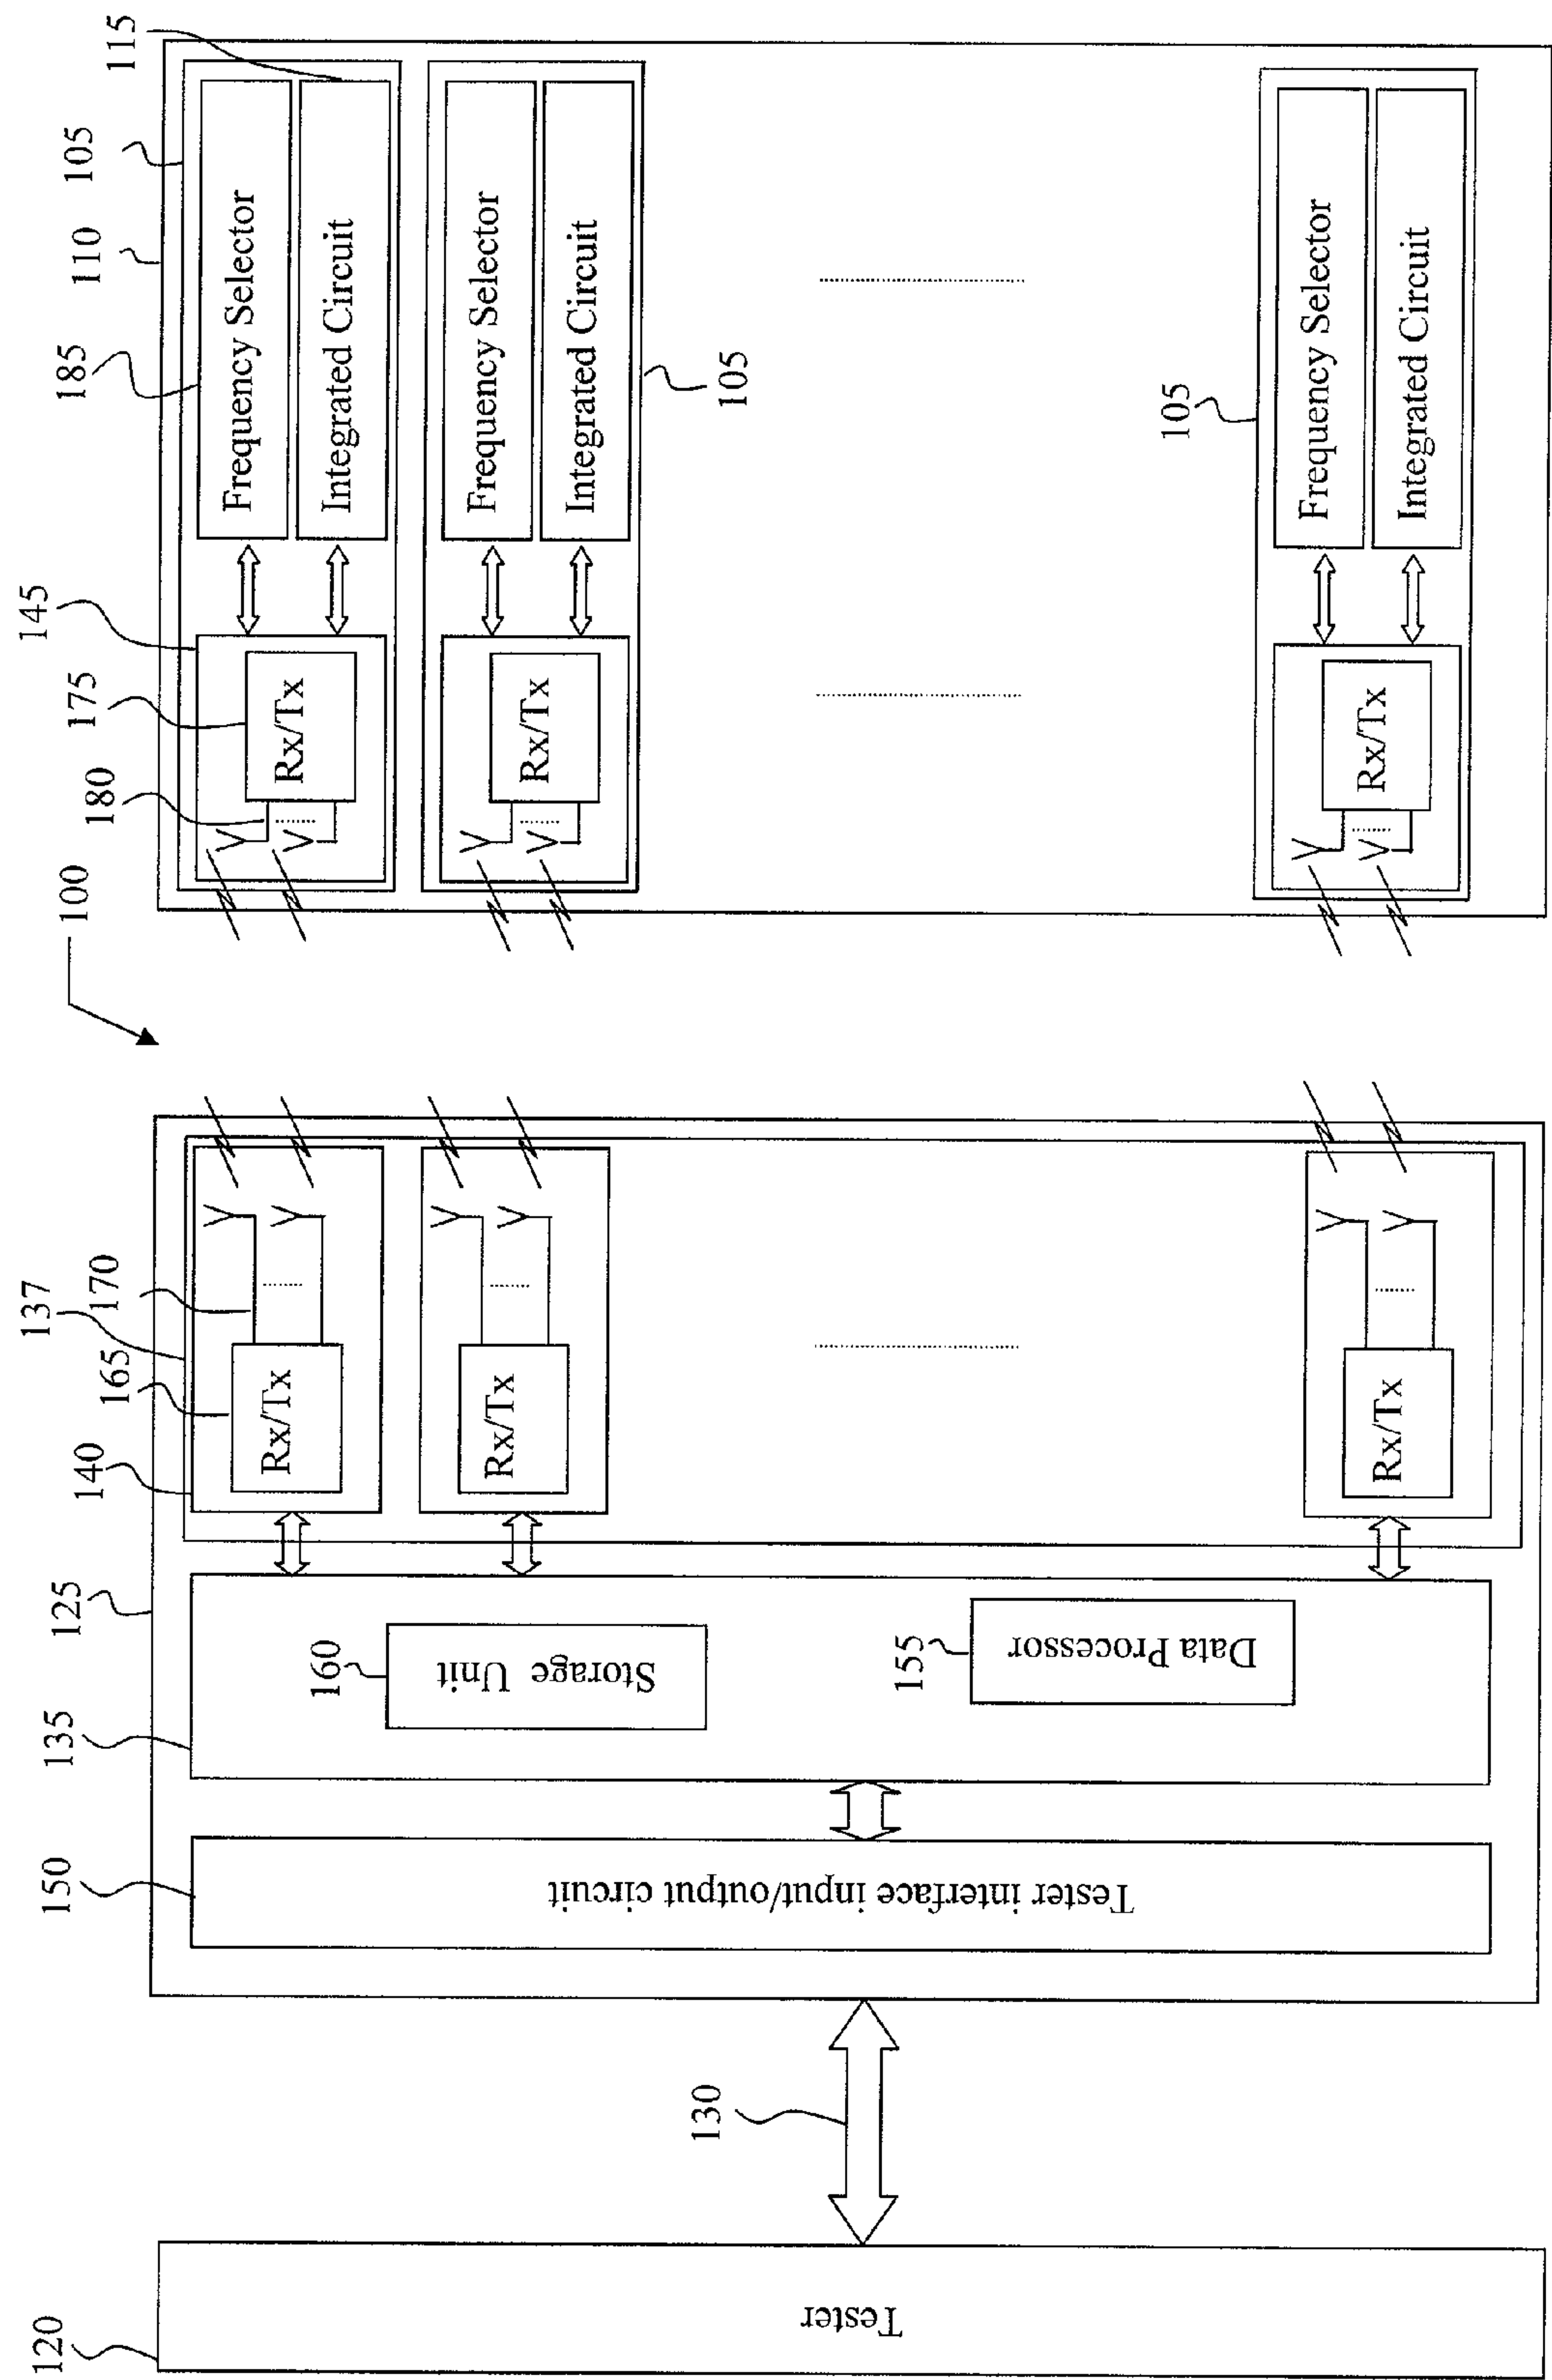 120
Tester
130
150
Tester interface input/output circuit
135
125
160
Storage Unit
155
Data Processor
140
165
137
170
Rx/Tx
Rx/Tx
Rx/Tx
100
180
175
145
185
110
105
115
Rx/Tx
Frequency Selector
Integrated Circuit
Rx/Tx
Frequency Selector
Integrated Circuit
105
105
Rx/Tx
Frequency Selector
Integrated Circuit